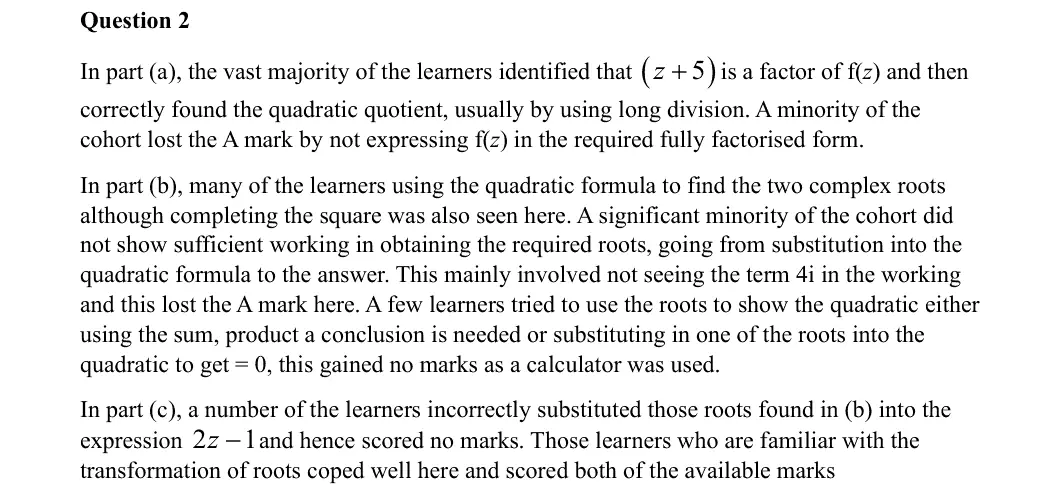 Question 2
In part (a), the vast majority of the learners identified that (z + 5) is a factor of f(z) and then
correctly found the quadratic quotient, usually by using long division. A minority of the
cohort lost the A mark by not expressing f(z) in the required fully factorised form.
In part (b), many of the learners using the quadratic formula to find the two complex roots
although completing the square was also seen here. A significant minority of the cohort did
not show sufficient working in obtaining the required roots, going from substitution into the
quadratic formula to the answer. This mainly involved not seeing the term 4i in the working
and this lost the A mark here. A few learners tried to use the roots to show the quadratic either
using the sum, product a conclusion is needed or substituting in one of the roots into the
quadratic to get = 0, this gained no marks as a calculator was used.
In part (c), a number of the learners incorrectly substituted those roots found in (b) into the
expression 2z − 1 and hence scored no marks. Those learners who are familiar with the
transformation of roots coped well here and scored both of the available marks